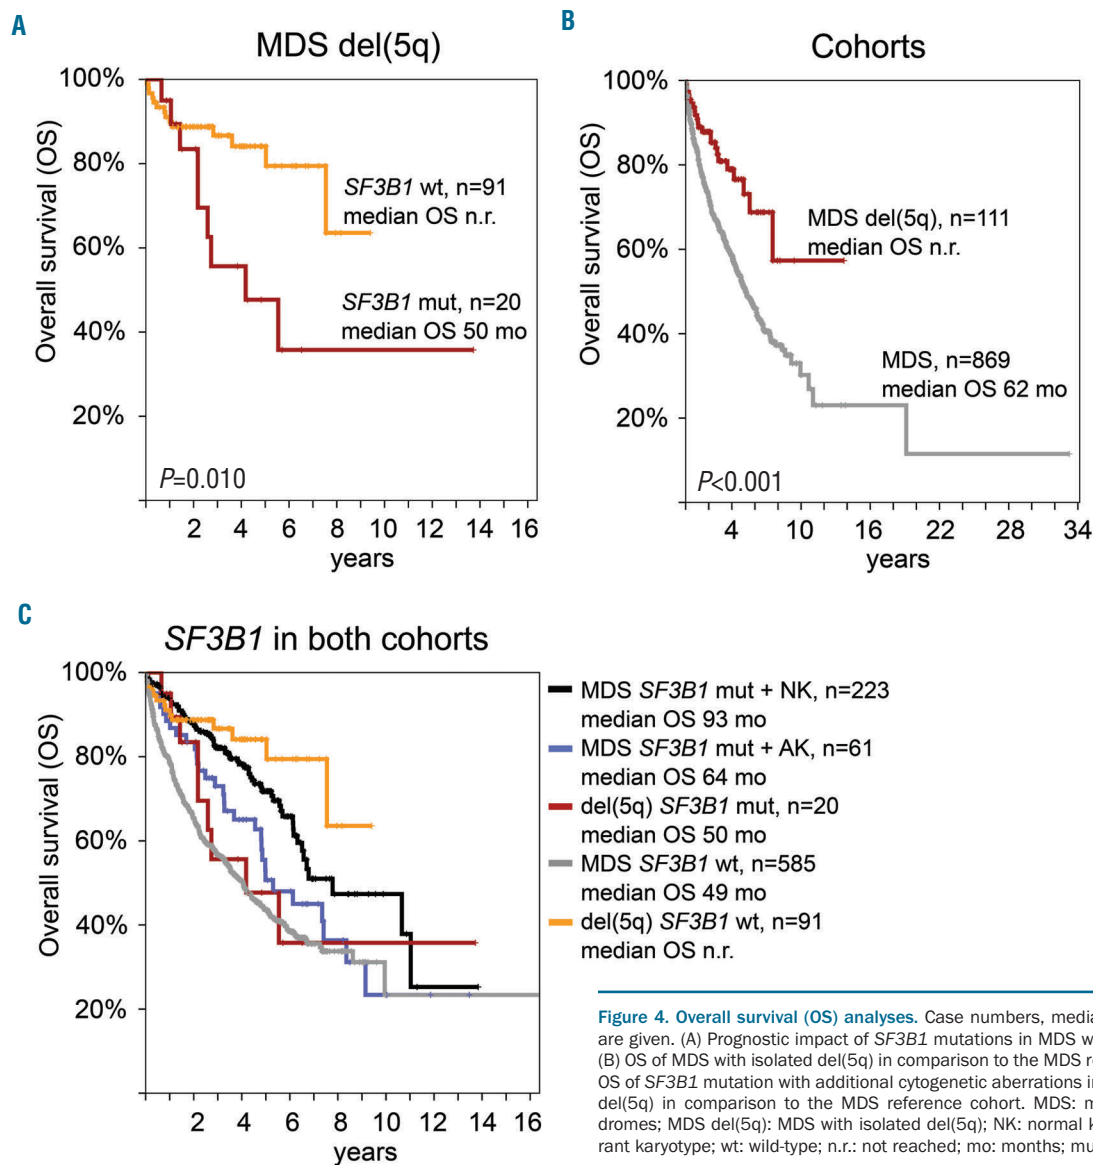 A
MDS del(5q)
100%
80%
60%
40%
20%
Overall survival (OS)
SF3B1 wt, n=91
median OS n.r.
SF3B1 mut, n=20
median OS 50 mo
P=0.010
2 4 6 8 10 12 14 16
years
B
Cohorts
100%
80%
60%
40%
20%
Overall survival (OS)
MDS del(5q), n=111
median OS n.r.
MDS, n=869
median OS 62 mo
P<0.001
4 10 16 22 28 34
years
C
SF3B1 in both cohorts
100%
80%
60%
40%
20%
Overall survival (OS)
2 4 6 8 10 12 14 16
years
MDS SF3B1 mut + NK, n=223
median OS 93 mo
MDS SF3B1 mut + AK, n=61
median OS 64 mo
del(5q) SF3B1 mut, n=20
median OS 50 mo
MDS SF3B1 wt, n=585
median OS 49 mo
del(5q) SF3B1 wt, n=91
median OS n.r.
Figure 4. Overall survival (OS) analyses. Case numbers, media
are given. (A) Prognostic impact of SF3B1 mutations in MDS w
(B) OS of MDS with isolated del(5q) in comparison to the MDS re
OS of SF3B1 mutation with additional cytogenetic aberrations in
del(5q) in comparison to the MDS reference cohort. MDS: m
dromes; MDS del(5q): MDS with isolated del(5q); NK: normal k
rant karyotype; wt: wild-type; n.r.: not reached; mo: months; mu